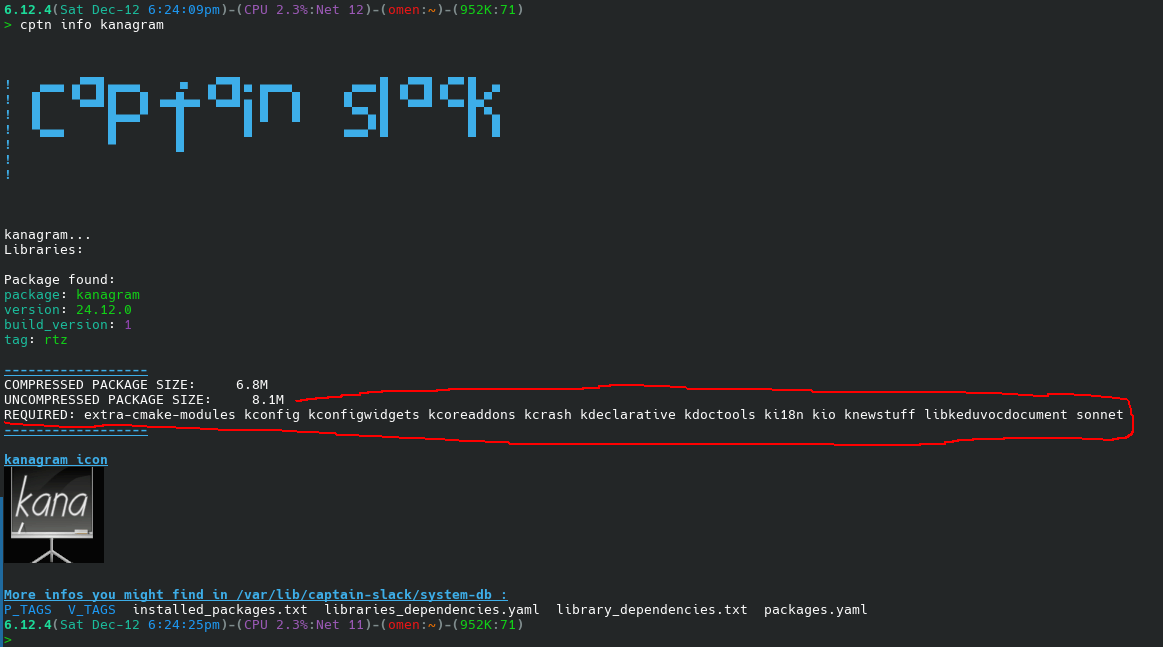 6.12.4(Sat Dec-12 6:24:09pm)-(CPU 2.3%:Net 12)-(omen:~)-(952K:71)
> cptn info kanagram
!
!
!
!
!
!
!
captain slack
kanagram...
Libraries:
Package found:
package: kanagram
version: 24.12.0
build_version: 1
tag: rtz
------------------
COMPRESSED PACKAGE SIZE:     6.8M
UNCOMPRESSED PACKAGE SIZE:     8.1M
REQUIRED: extra-cmake-modules kconfig kconfigwidgets kcoreaddons kcrash kdeclarative kdoctools ki18n kio knewstuff libkeduvocdocument sonnet
------------------
kanagram icon
kana
More infos you might find in /var/lib/captain-slack/system-db :
P_TAGS  V_TAGS  installed_packages.txt  libraries_dependencies.yaml  library_dependencies.txt  packages.yaml
6.12.4(Sat Dec-12 6:24:25pm)-(CPU 2.3%:Net 11)-(omen:~)-(952K:71)
>